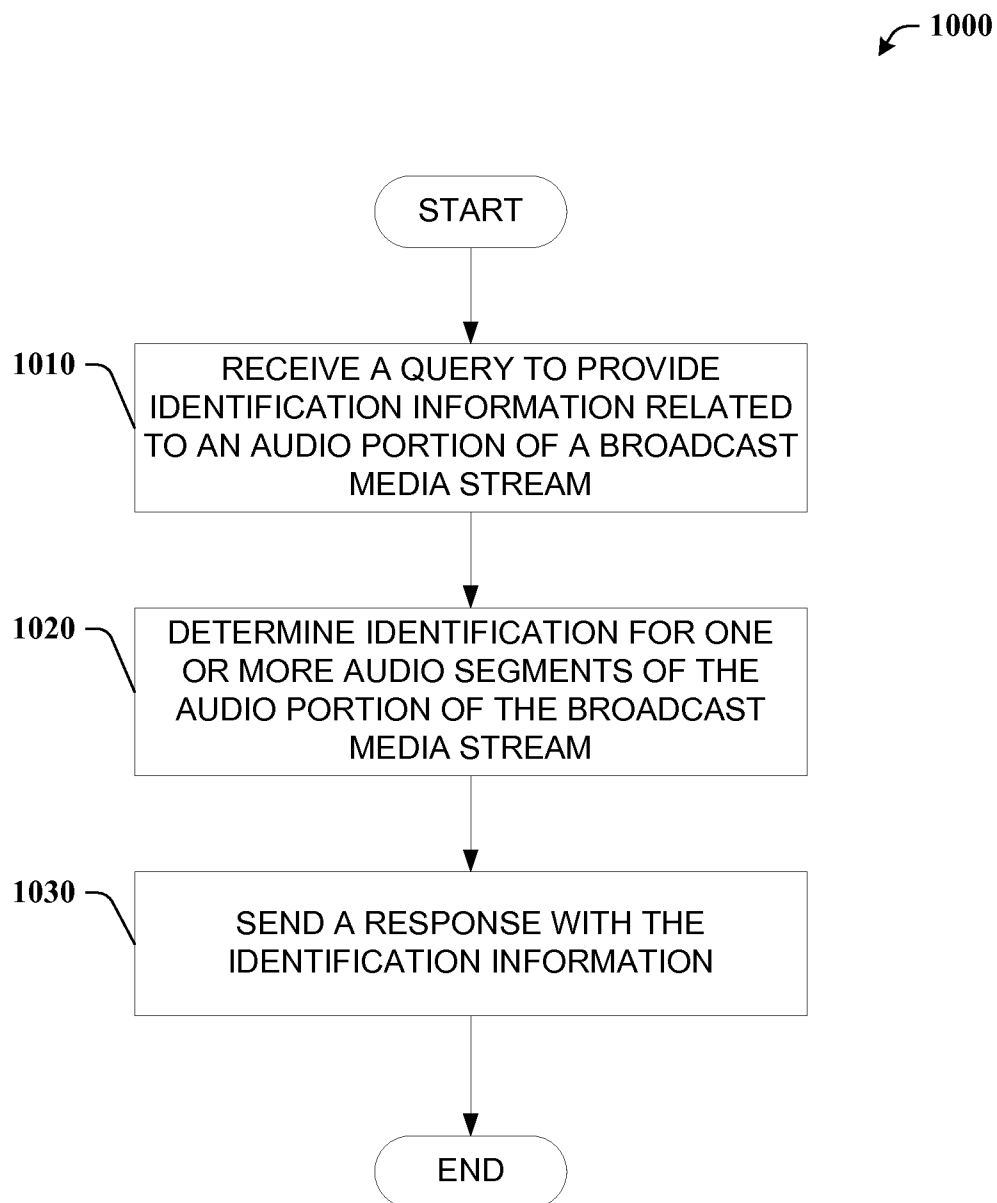 1000
START
1010
RECEIVE A QUERY TO PROVIDE
IDENTIFICATION INFORMATION RELATED
TO AN AUDIO PORTION OF A BROADCAST
MEDIA STREAM
1020
DETERMINE IDENTIFICATION FOR ONE
OR MORE AUDIO SEGMENTS OF THE
AUDIO PORTION OF THE BROADCAST
MEDIA STREAM
1030
SEND A RESPONSE WITH THE
IDENTIFICATION INFORMATION
END